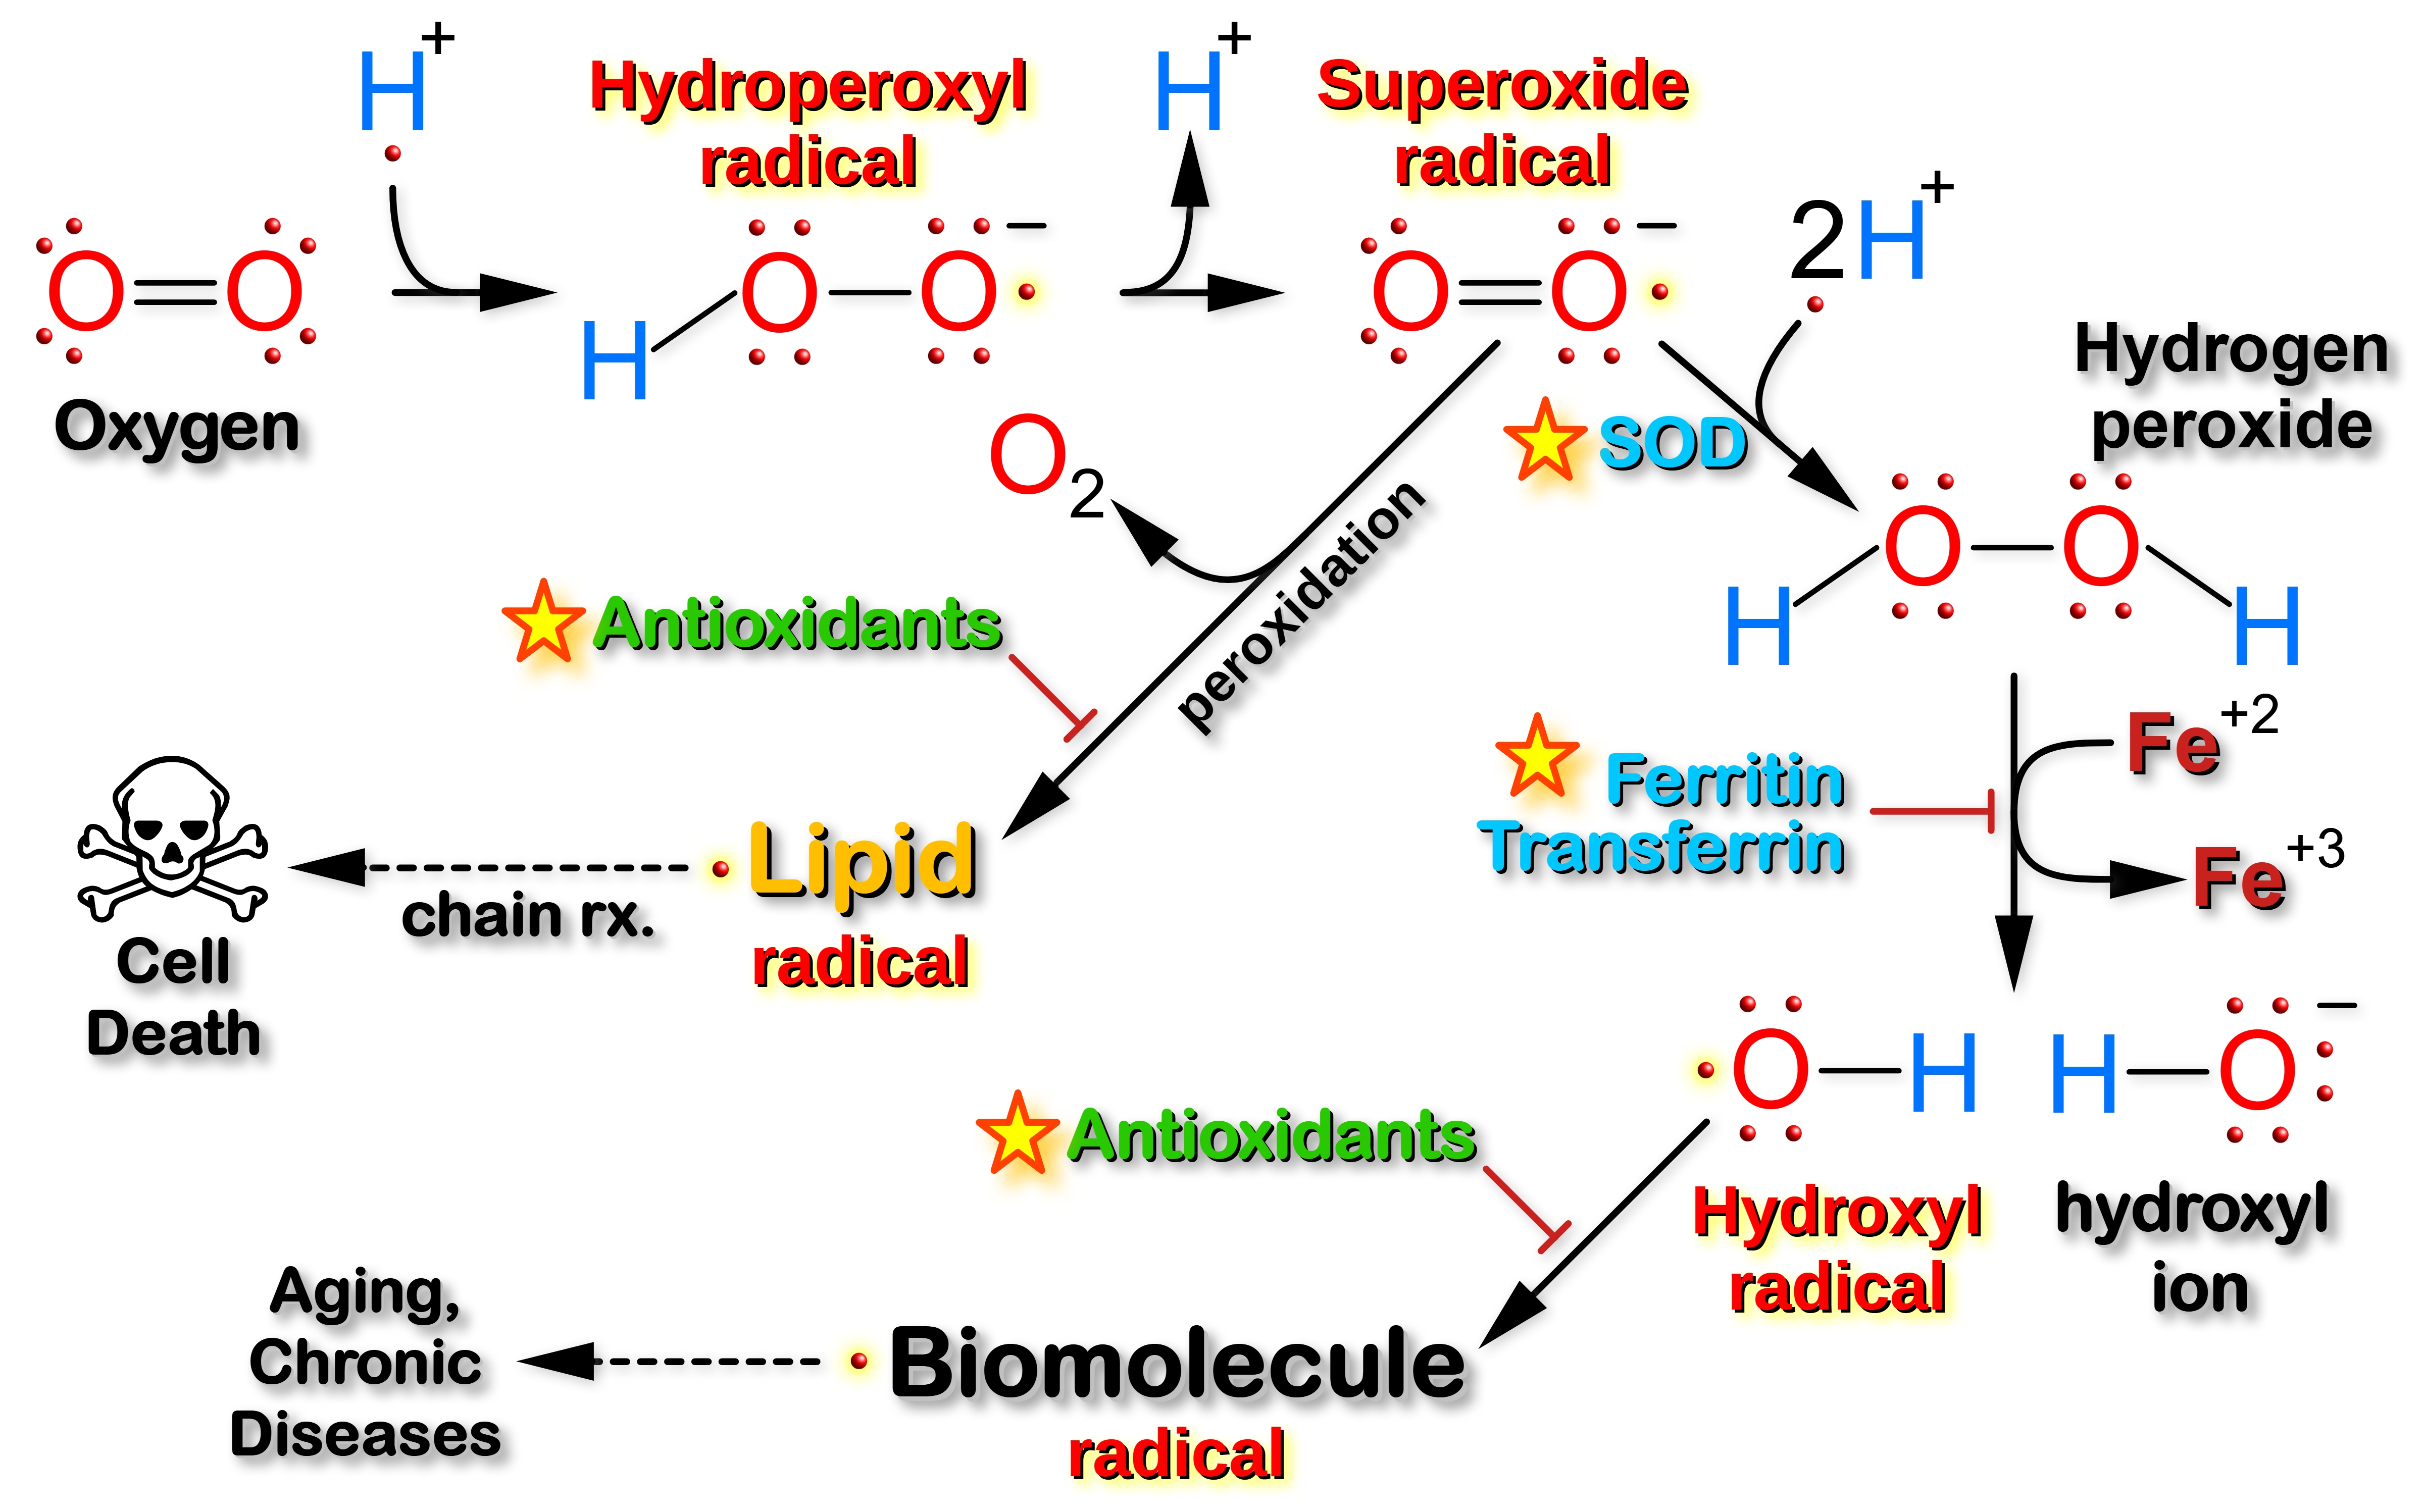 H+
Hydroperoxyl
radical
H+
Superoxide
radical
O=O
Oxygen
H-O-O−
O=O−
2H+
Hydrogen
peroxide
SOD
O2
peroxidation
H-O-O-H
Antioxidants
Fe+2
Ferritin
Transferrin
Fe+3
Lipid
radical
chain rx.
Cell
Death
O-H
H-O−
Hydroxyl
radical
hydroxyl
ion
Antioxidants
Biomolecule
radical
Aging,
Chronic
Diseases